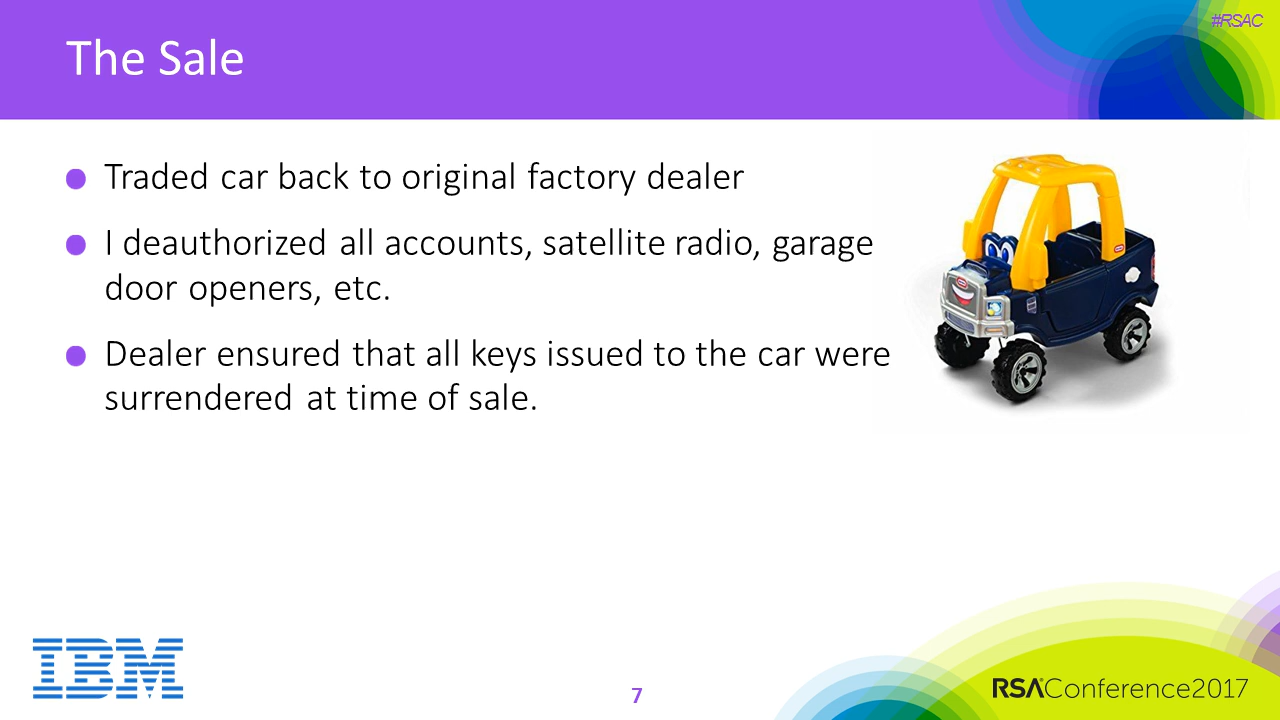 #RSAC
The Sale
Traded car back to original factory dealer
I deauthorized all accounts, satellite radio, garage
door openers, etc.
Dealer ensured that all keys issued to the car were
surrendered at time of sale.
IBM
7
RSAConference2017